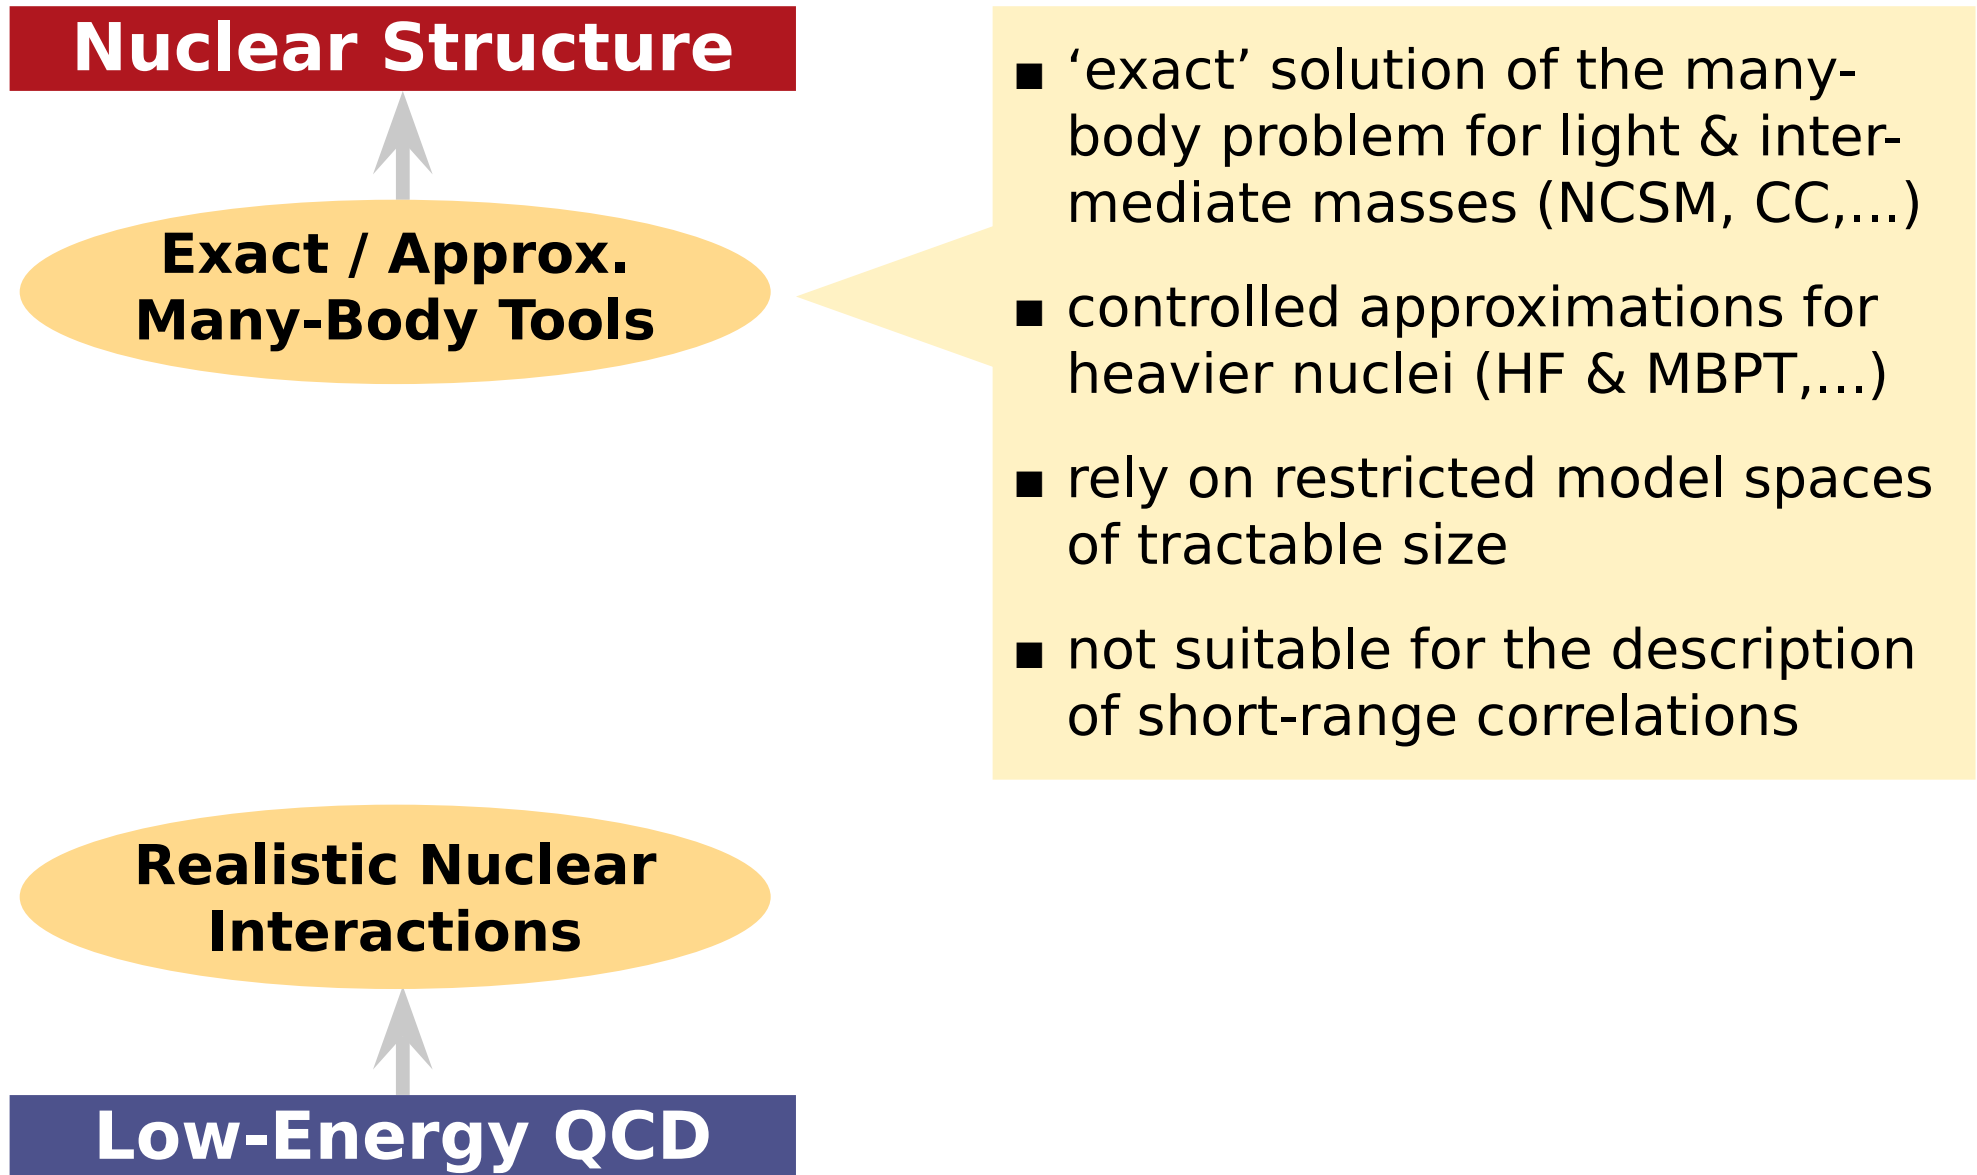 Nuclear Structure
Exact / Approx.
Many-Body Tools
Realistic Nuclear
Interactions
Low-Energy QCD
▪ ‘exact’ solution of the many-
body problem for light & inter-
mediate masses (NCSM, CC,...)
▪ controlled approximations for
heavier nuclei (HF & MBPT,...)
▪ rely on restricted model spaces
of tractable size
▪ not suitable for the description
of short-range correlations